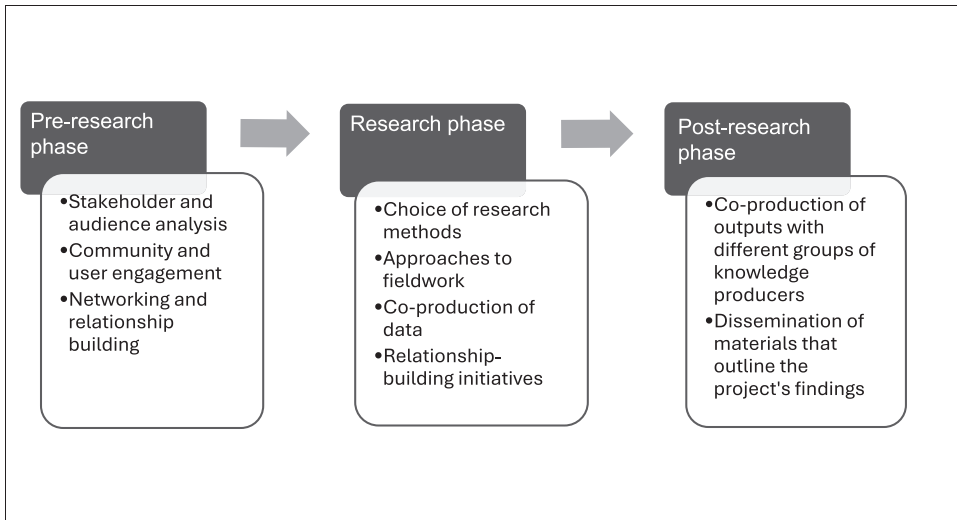 Pre-research
phase
•Stakeholder and
audience analysis
•Community and
user engagement
•Networking and
relationship
building
Research phase
•Choice of research
methods
•Approaches to
fieldwork
•Co-production of
data
•Relationship-
building initiatives
Post-research
phase
•Co-production of
outputs with
different groups of
knowledge
producers
•Dissemination of
materials that
outline the
project's findings